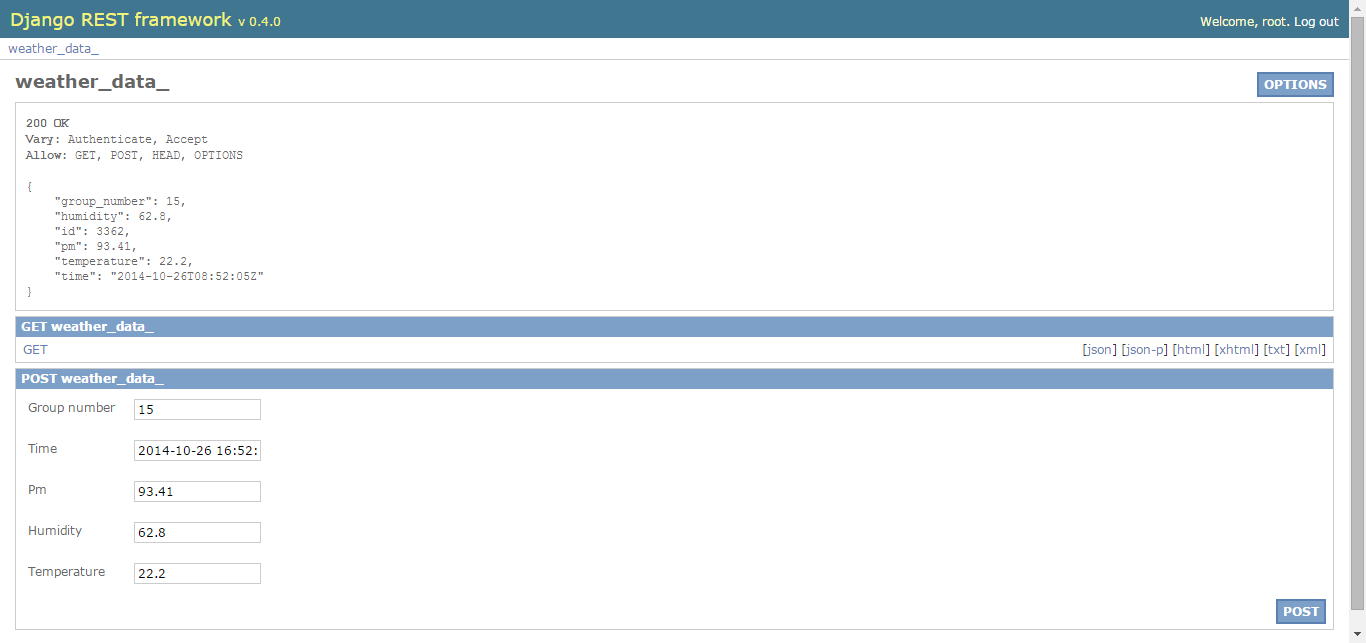 Django REST framework v 0.4.0
Welcome, root. Log out
weather_data_
weather_data_
OPTIONS
200 OK
Vary: Authenticate, Accept
Allow: GET, POST, HEAD, OPTIONS
{
"group_number": 15,
"humidity": 62.8,
"id": 3362,
"pm": 93.41,
"temperature": 22.2,
"time": "2014-10-26T08:52:05Z"
}
GET weather_data_
GET
[json] [json-p] [html] [xhtml] [txt] [xml]
POST weather_data_
Group number 15
Time 2014-10-26 16:52:
Pm 93.41
Humidity 62.8
Temperature 22.2
POST